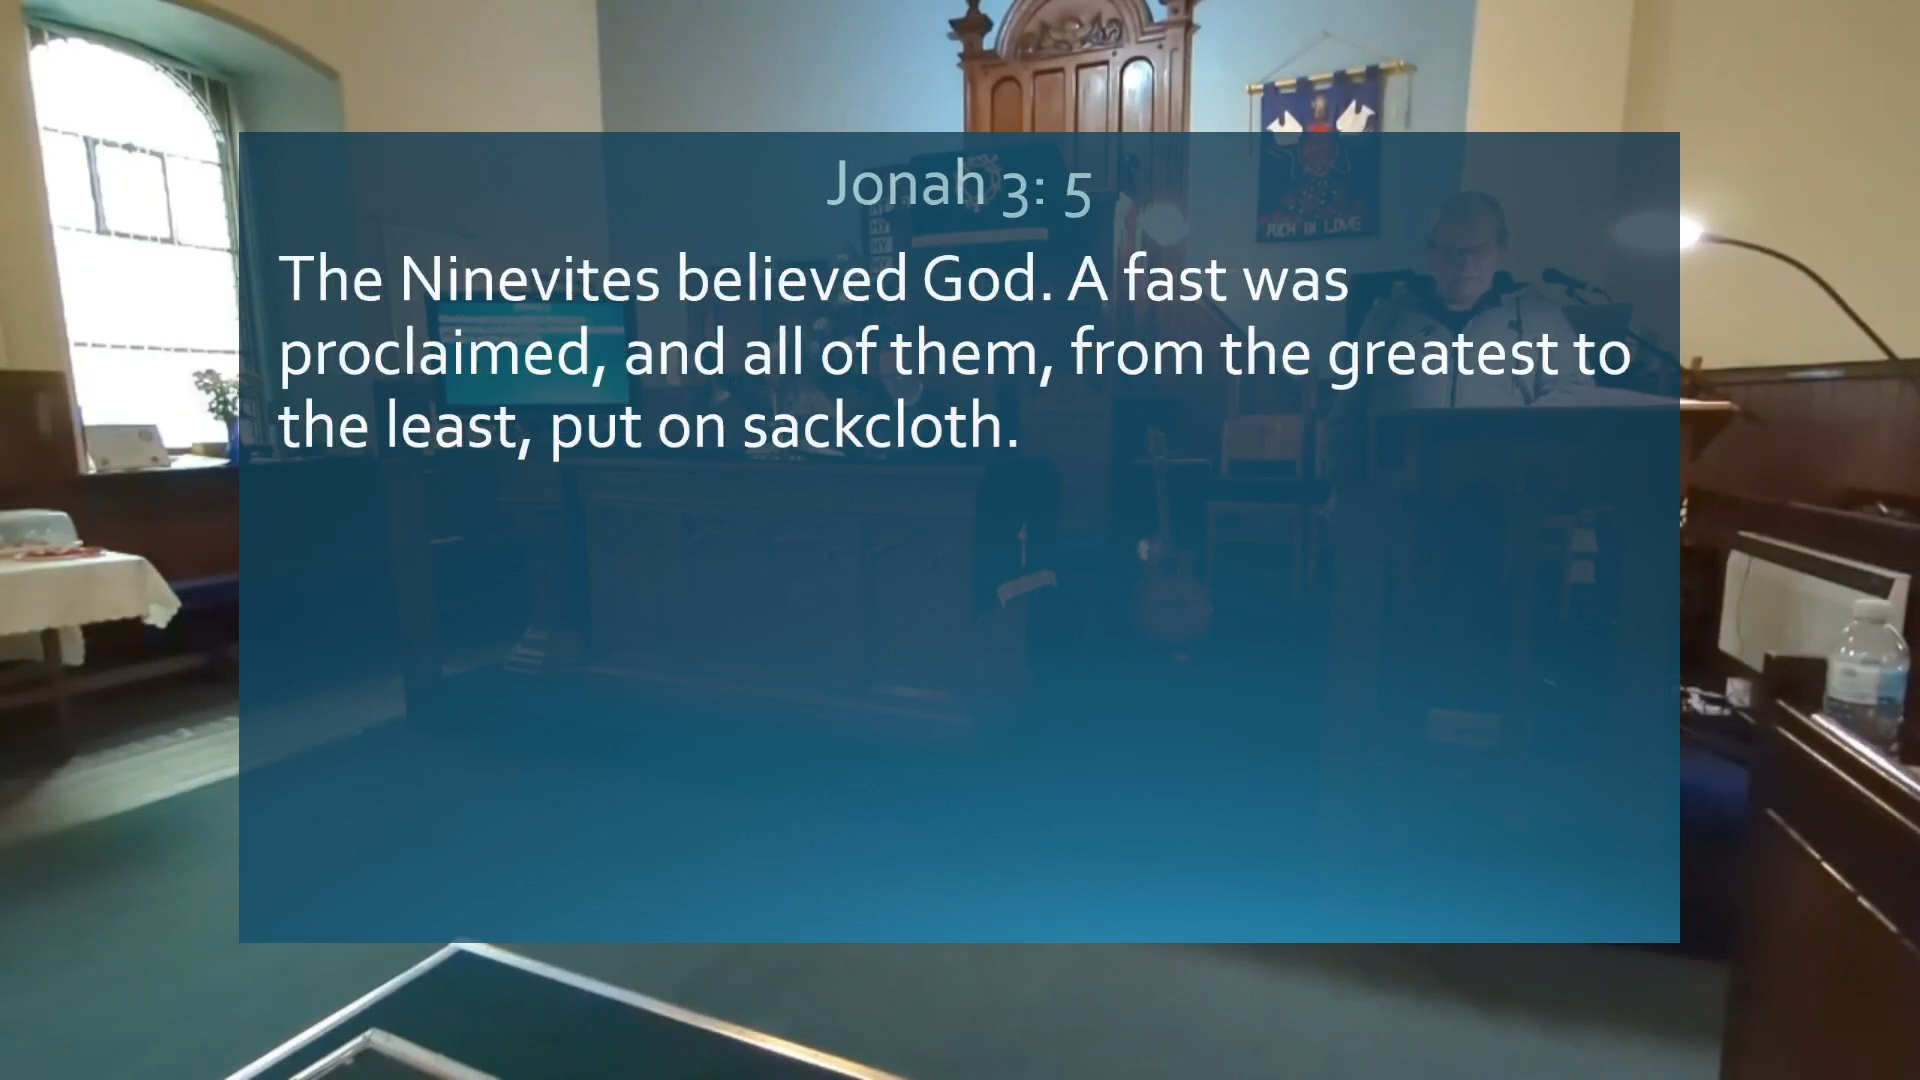 Jonah 3: 5
The Ninevites believed God. A fast was
proclaimed, and all of them, from the greatest to
the least, put on sackcloth.
RICH IN LOVE